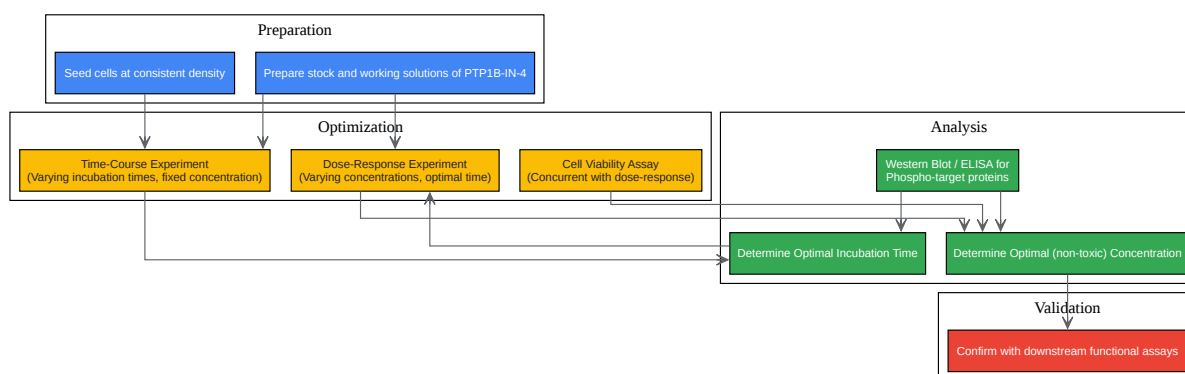 Preparation
Seed cells at consistent density
Prepare stock and working solutions of PTP1B-IN-4
Optimization
Time-Course Experiment
(Varying incubation times, fixed concentration)
Dose-Response Experiment
(Varying concentrations, optimal time)
Cell Viability Assay
(Concurrent with dose-response)
Analysis
Western Blot / ELISA for
Phospho-target proteins
Determine Optimal Incubation Time
Determine Optimal (non-toxic) Concentration
Validation
Confirm with downstream functional assays